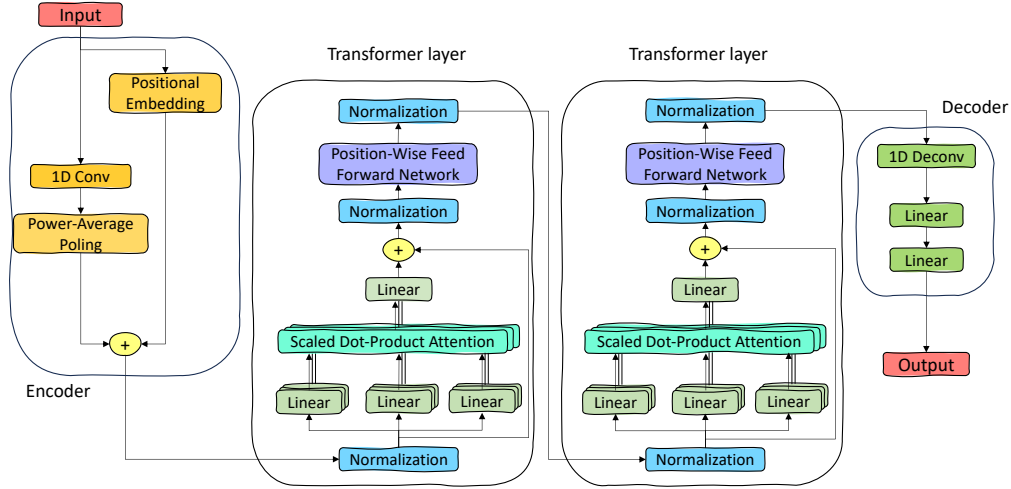 Input
Positional
Embedding
1D Conv
Power-Average
Poling
+
Encoder
Transformer layer
Normalization
Position-Wise Feed
Forward Network
Normalization
+
Linear
Scaled Dot-Product Attention
Linear
Linear
Linear
Normalization
Transformer layer
Normalization
Position-Wise Feed
Forward Network
Normalization
+
Linear
Scaled Dot-Product Attention
Linear
Linear
Linear
Normalization
Decoder
1D Deconv
Linear
Linear
Output